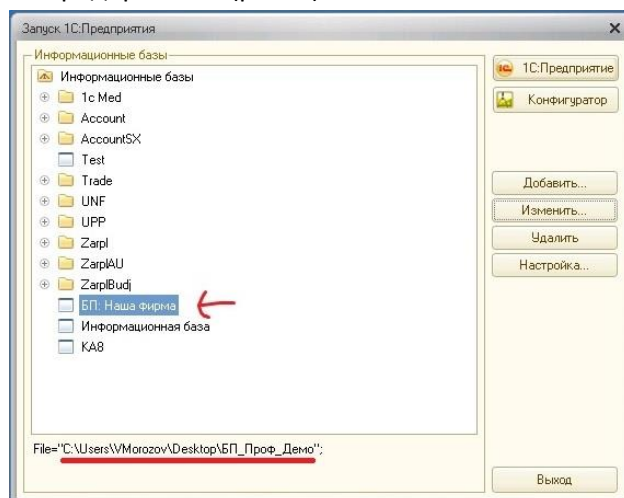 Запуск 1С:Предприятия
Информационные базы
Информационные базы
1c Med
Account
AccountSX
Test
Trade
UNF
UPP
Zarpl
ZarplAU
ZarplBudj
БП: Наша фирма
Информационная база
КА8
File="C:\Users\VMorozov\Desktop\БП_Проф_Демо";
1С:Предприятие
Конфигуратор
Добавить...
Изменить...
Удалить
Настройка...
Выход